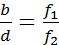 b/d = f₁/f₂